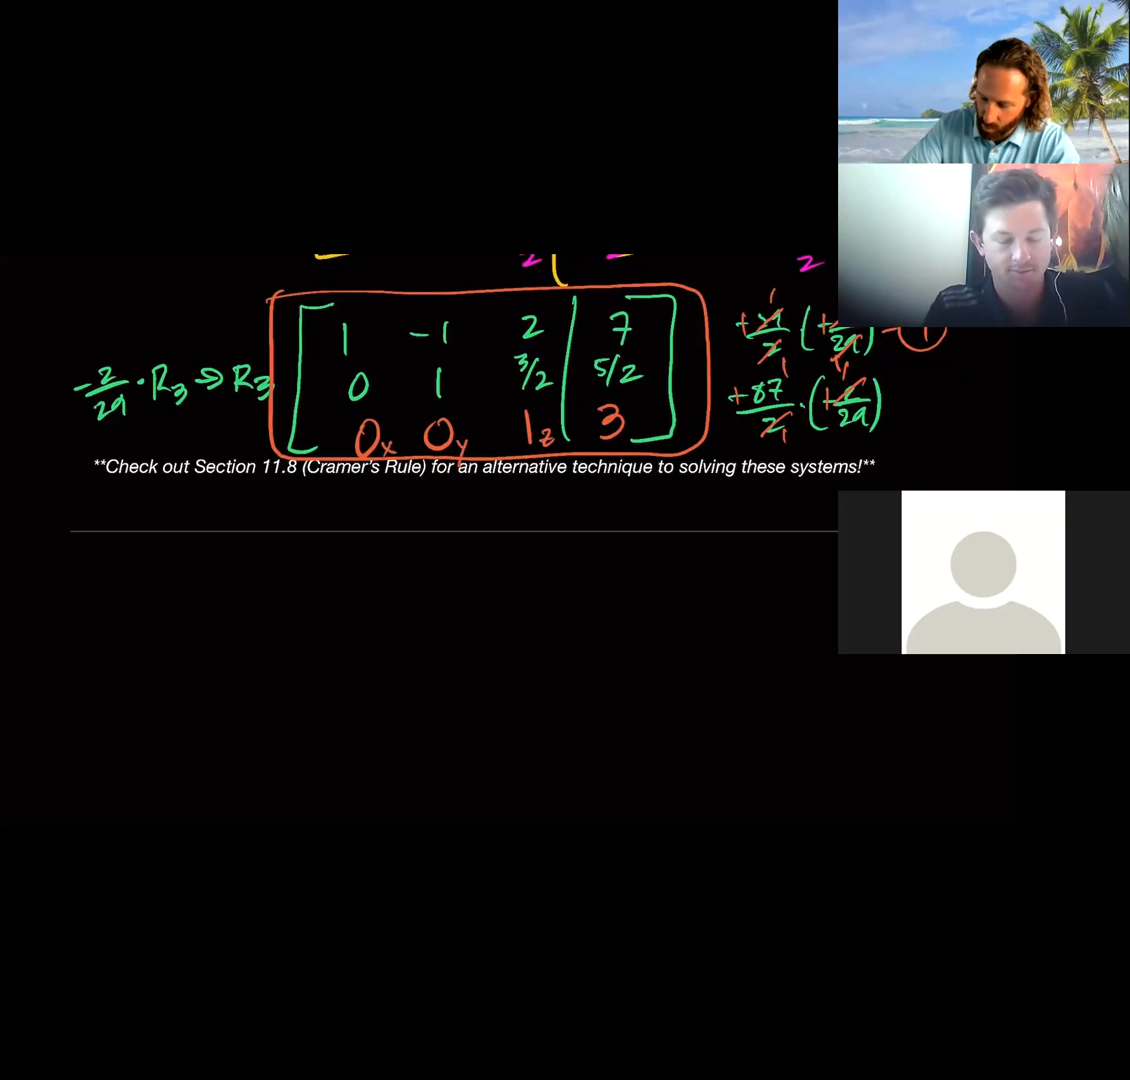 1 -1 2 | 7
0 1 3/2 | 5/2
-2/29 · R3 → R3
0x 0y 1z | 3
+87/2 · (+2/29)
**Check out Section 11.8 (Cramer's Rule) for an alternative technique to solving these systems!**